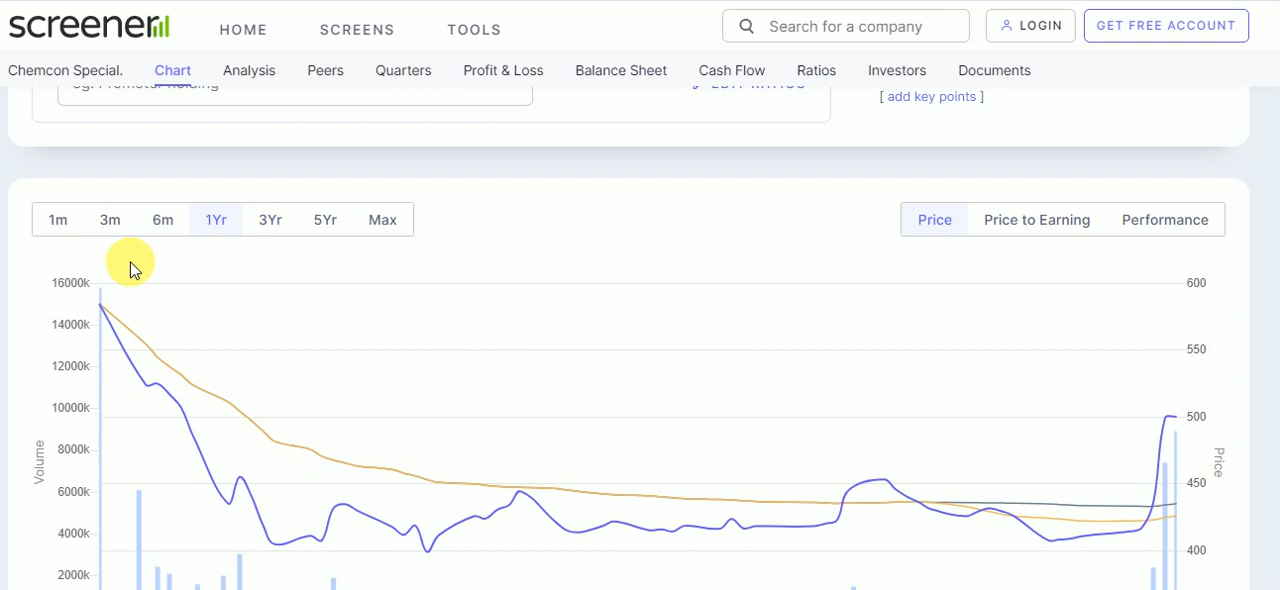 screener
HOME SCREENS TOOLS
Search for a company
LOGIN
GET FREE ACCOUNT
Chemcon Special. Chart Analysis Peers Quarters Profit & Loss Balance Sheet Cash Flow Ratios Investors Documents
[ add key points ]
1m 3m 6m 1Yr 3Yr 5Yr Max
Price Price to Earning Performance
16000k
14000k
12000k
10000k
8000k
6000k
4000k
2000k
Volume
600
550
500
450
400
Price